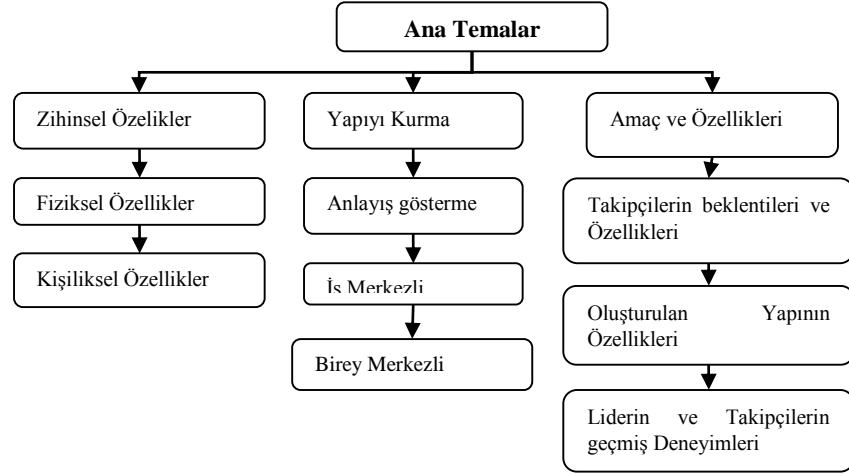 Ana Temalar
Zihinsel Özelikler
Fiziksel Özellikler
Kişiliksel Özellikler
Yapıyı Kurma
Anlayış gösterme
İş Merkezli
Birey Merkezli
Amaç ve Özellikleri
Takipçilerin beklentileri ve
Özellikleri
Oluşturulan Yapının
Özellikleri
Liderin ve Takipçilerin
geçmiş Deneyimleri